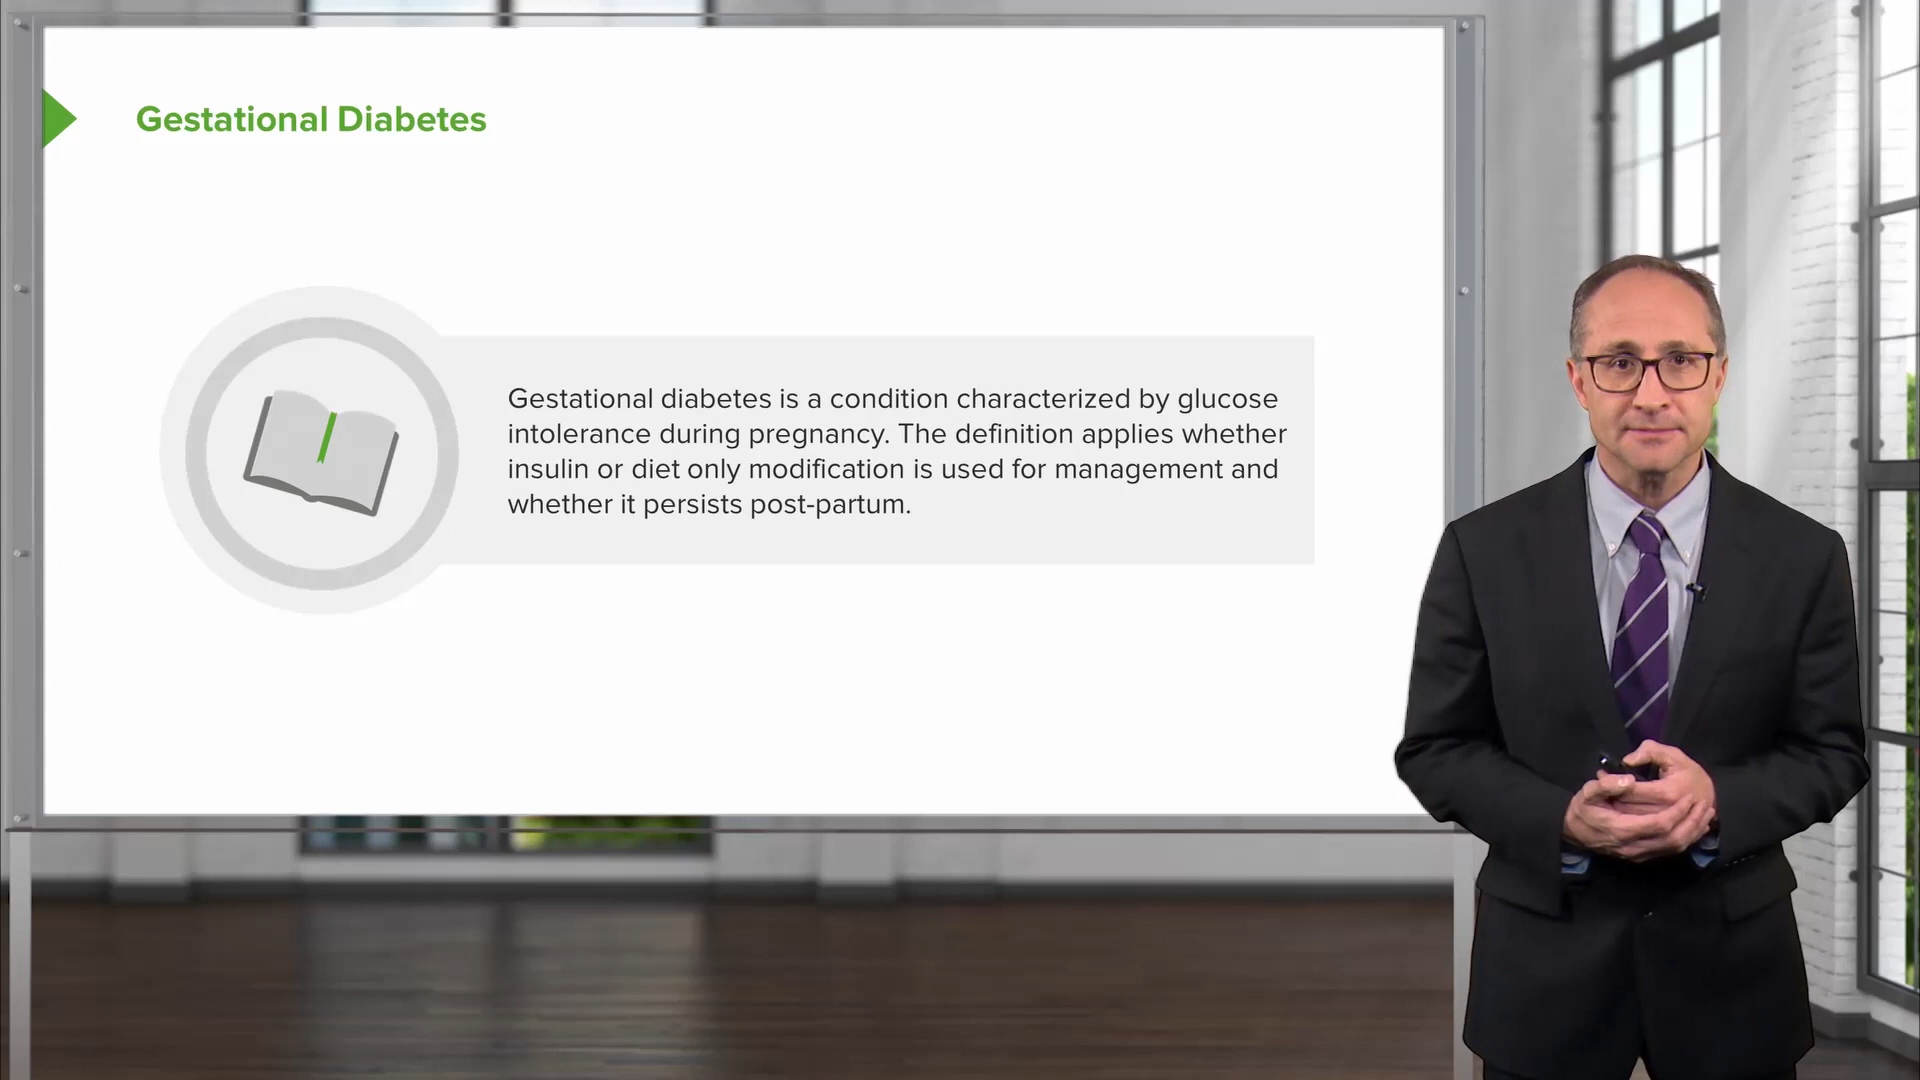 Gestational Diabetes
Gestational diabetes is a condition characterized by glucose
intolerance during pregnancy. The definition applies whether
insulin or diet only modification is used for management and
whether it persists post-partum.